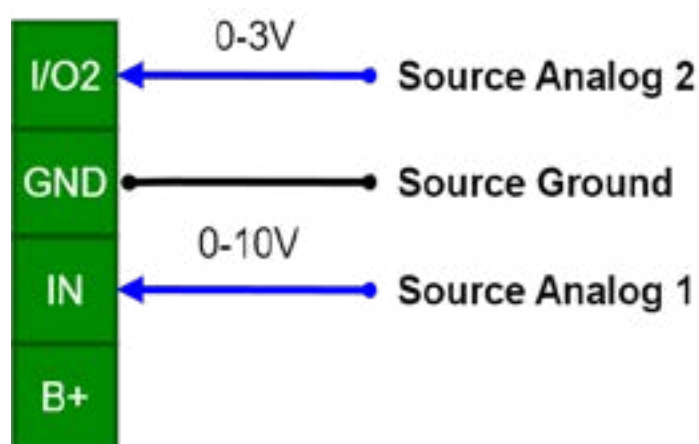 0-3V
I/O2 Source Analog 2
GND Source Ground
0-10V
IN Source Analog 1
B+